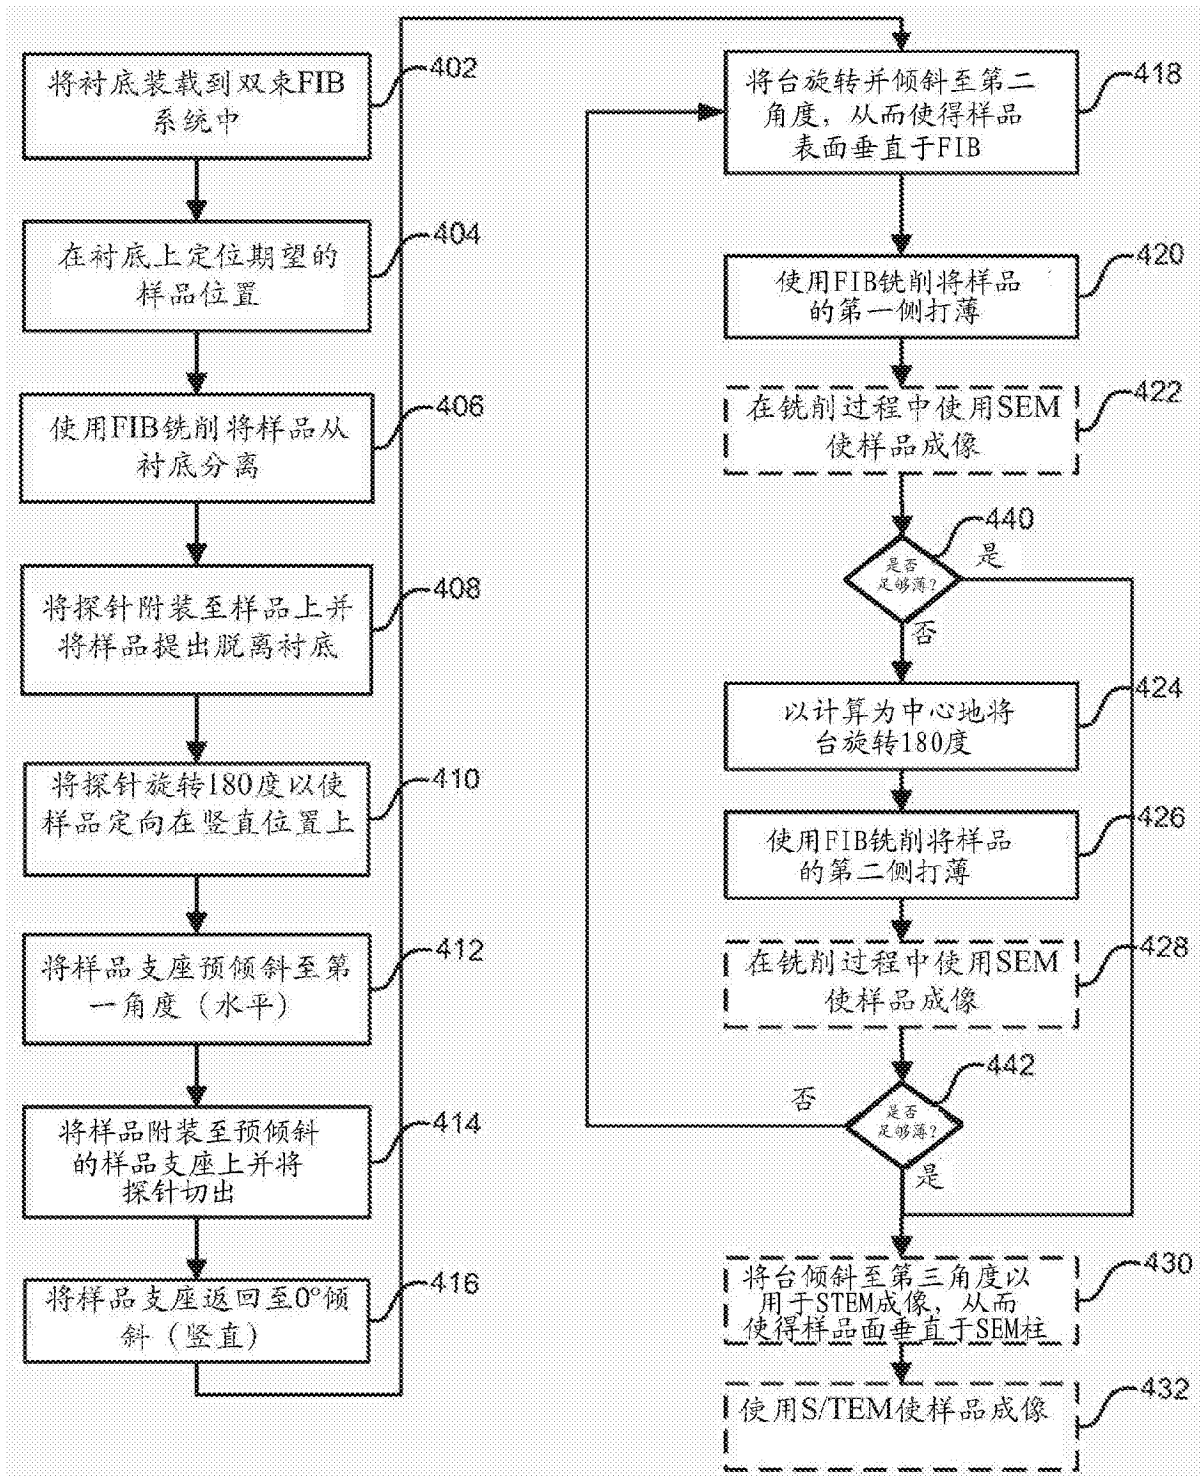 将衬底装载到双束FIB
系统中
402
在衬底上定位期望的
样品位置
404
使用FIB铣削将样品从
衬底分离
406
将探针附装至样品上并
将样品提出脱离衬底
408
将探针旋转180度以使
样品定向在竖直位置上
410
将样品支座预倾斜至第
一角度（水平）
412
将样品附装至预倾斜
的样品支座上并将
探针切出
414
将样品支座返回至0°倾
斜（竖直）
416
将台旋转并倾斜至第二
角度，从而使得样品
表面垂直于FIB
418
使用FIB铣削将样品
的第一侧打薄
420
在铣削过程中使用SEM
使样品成像
422
是否
足够薄？
440
是
否
以计算为中心地将
台旋转180度
424
使用FIB铣削将样品
的第二侧打薄
426
在铣削过程中使用SEM
使样品成像
428
是否
足够薄？
442
否
是
将台倾斜至第三角度以
用于STEM成像，从而
使得样品面垂直于SEM柱
430
使用S/TEM使样品成像
432